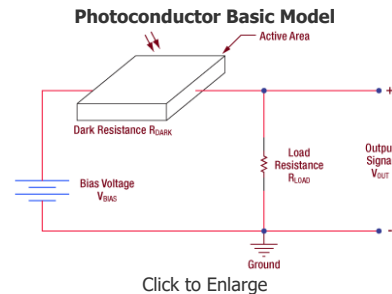 Photoconductor Basic Model
Active Area
Dark Resistance RDARK
Bias Voltage
VBIAS
Load
Resistance
RLOAD
+
Output
Signal
VOUT
-
Ground
Click to Enlarge